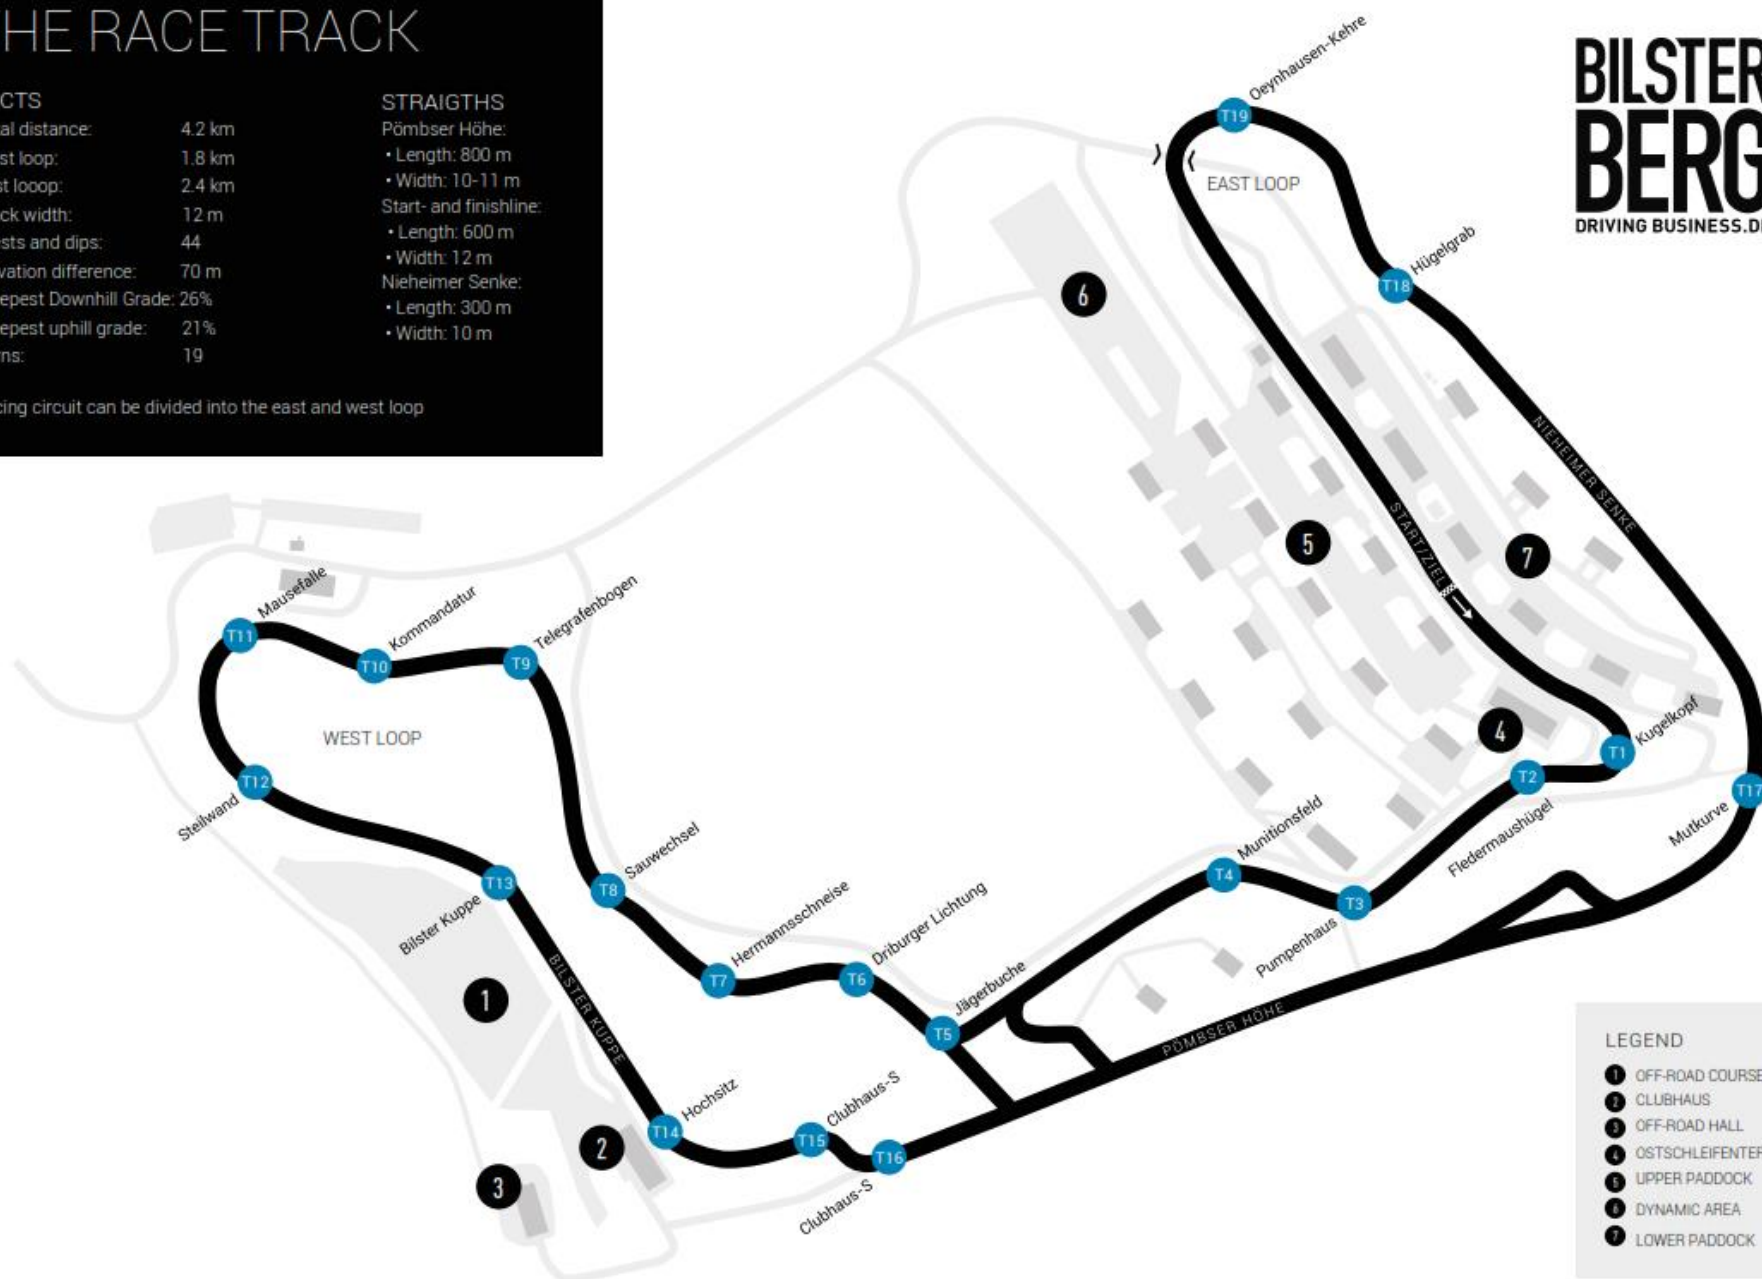 HE RACE TRACK
CTS
al distance: 4.2 km
st loop: 1.8 km
st looop: 2.4 km
ck width: 12 m
sts and dips: 44
vation difference: 70 m
epest Downhill Grade: 26%
epest uphill grade: 21%
ns: 19
cing circuit can be divided into the east and west loop
STRAIGTHS
Pömbser Höhe:
• Length: 800 m
• Width: 10-11 m
Start- and finishline:
• Length: 600 m
• Width: 12 m
Nieheimer Senke:
• Length: 300 m
• Width: 10 m
BILSTER
BERG
DRIVING BUSINESS.D
T19 Oeynhausen-Kehre
EAST LOOP
T18 Hügelgrab
6
NIEHEIMER SENKE
START/ZIEL
5
7
4
T1 Kugelkopf
T2 Fledermaushügel
T17 Mutkurve
T3 Pumpenhaus
T4 Munitionsfeld
T5 Jägerbuche
T6 Driburger Lichtung
T7 Hermannsschneise
T8 Sauwechsel
T9 Telegrafenbogen
T10 Kommandatur
T11 Mausefalle
WEST LOOP
T12 Steilwand
T13 Bilster Kuppe
1
BILSTER KUPPE
2
3
T14 Hochsitz
T15 Clubhaus-S
T16 Clubhaus-S
PÖMBSER HÖHE
LEGEND
1 OFF-ROAD COURSE
2 CLUBHAUS
3 OFF-ROAD HALL
4 OSTSCHLEIFENTER
5 UPPER PADDOCK
6 DYNAMIC AREA
7 LOWER PADDOCK